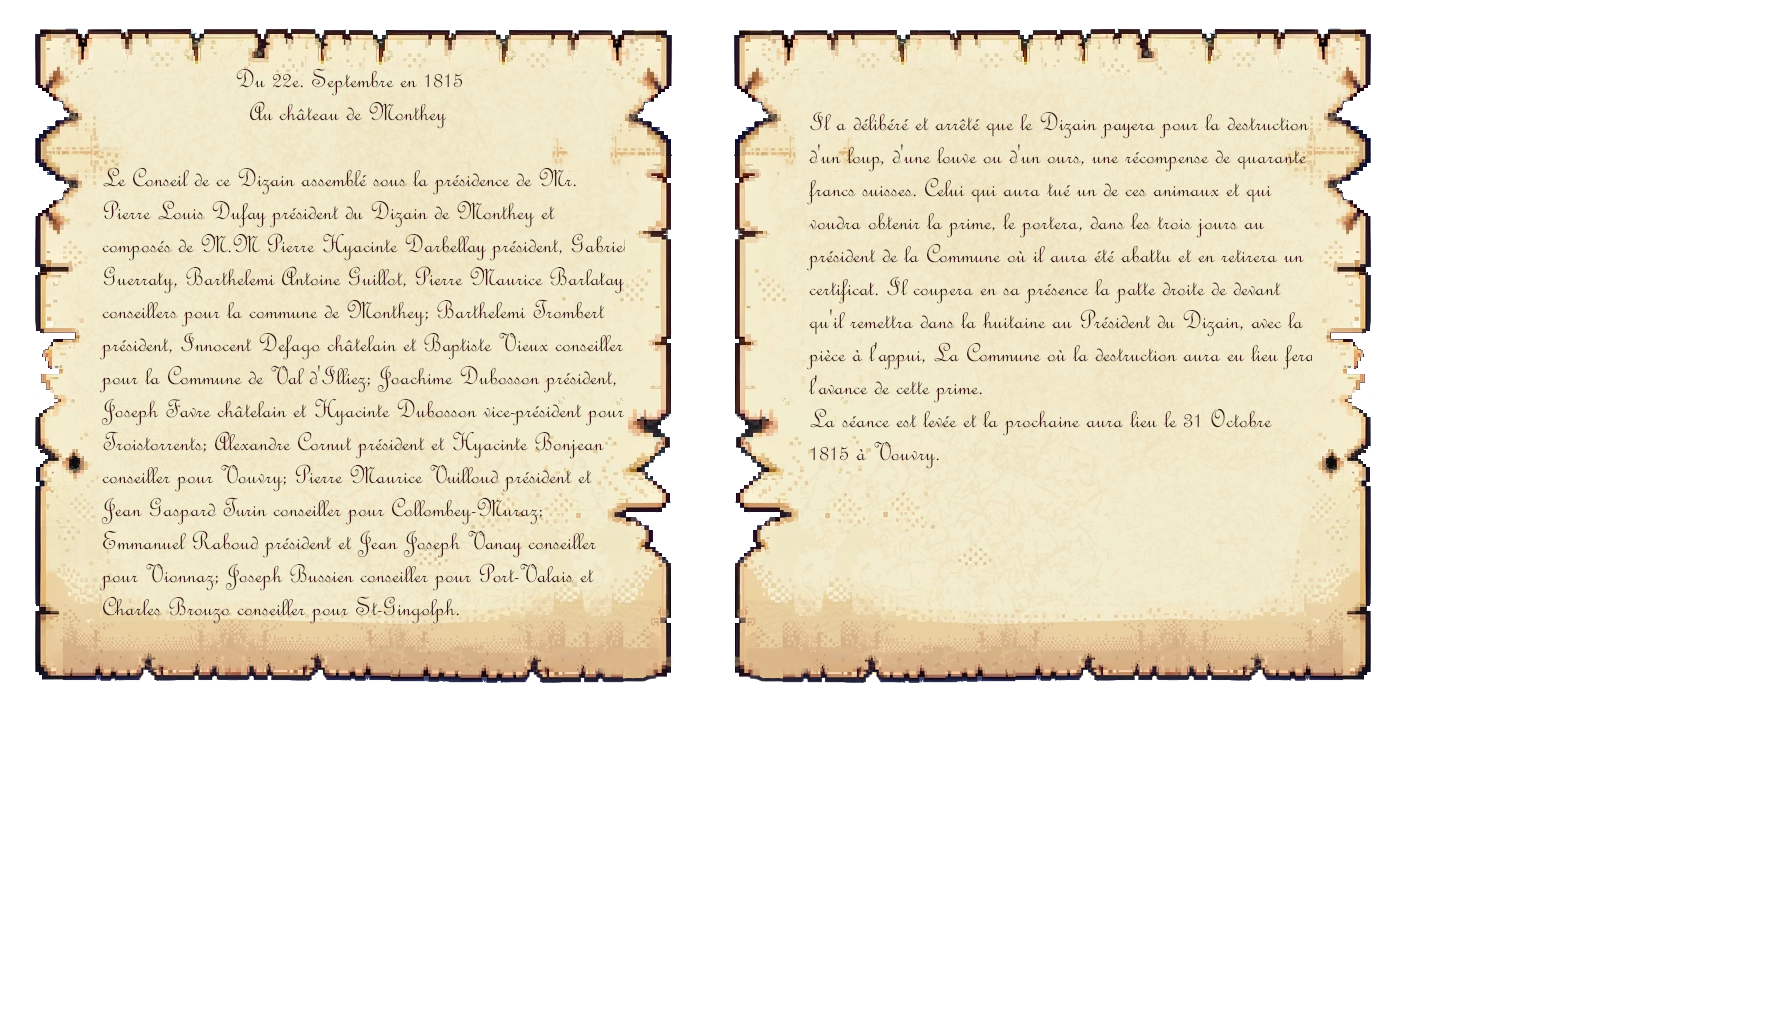 Du 22e. Septembre en 1815
Au château de Monthey
Le Conseil de ce Dizain assemblé sous la présidence de Mr.
Pierre Louis Dufay président du Dizain de Monthey et
composés de M.M Pierre Hyacinte Darbellay président, Gabriel
Guerraty, Barthelemi Antoine Guillot, Pierre Maurice Barlatay
conseillers pour la commune de Monthey; Barthelemi Trombert
président, Innocent Defago châtelain et Baptiste Vieux conseiller
pour la Commune de Val d'Illiez; Joachime Dubosson président,
Joseph Favre châtelain et Hyacinte Dubosson vice-président pour
Troistorrents; Alexandre Cornut président et Hyacinte Bonjean
conseiller pour Vouvry; Pierre Maurice Vuilloud président et
Jean Gaspard Turin conseiller pour Collombey-Muraz;
Emmanuel Raboud président et Jean Joseph Vanay conseiller
pour Vionnaz; Joseph Bussien conseiller pour Port-Valais et
Charles Brouzo conseiller pour St-Gingolph.
Il a délibéré et arrêté que le Dizain payera pour la destruction
d'un loup, d'une louve ou d'un ours, une récompense de quarante
francs suisses. Celui qui aura tué un de ces animaux et qui
voudra obtenir la prime, le portera, dans les trois jours au
président de la Commune où il aura été abattu et en retirera un
certificat. Il coupera en sa présence la patte droite de devant
qu'il remettra dans la huitaine au Président du Dizain, avec la
pièce à l'appui, La Commune où la destruction aura eu lieu fera
l'avance de cette prime.
La séance est levée et la prochaine aura lieu le 31 Octobre
1815 à Vouvry.